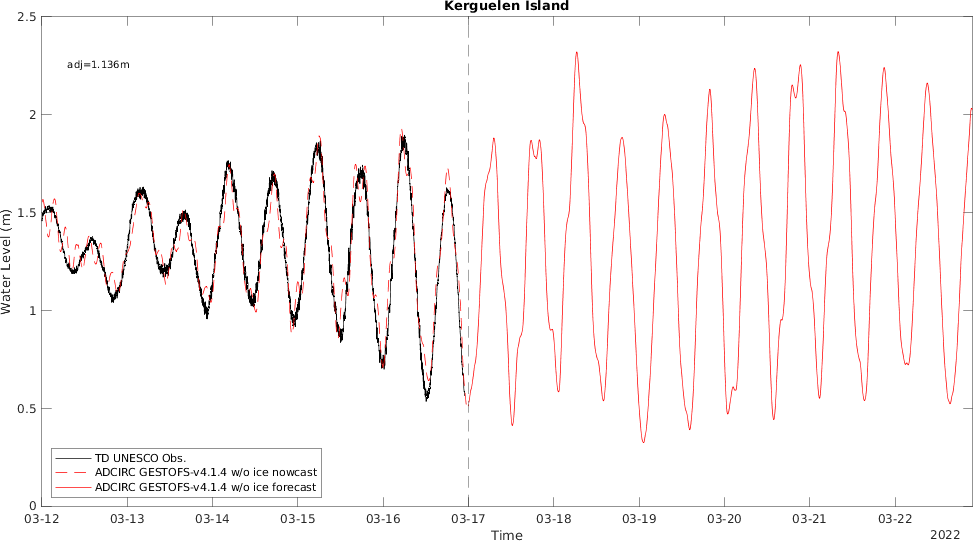 Kerguelen Island
2.5
adj=1.136m
2
1.5
Water Level (m)
1
0.5
TD UNESCO Obs.
ADCIRC GESTOFS-v4.1.4 w/o ice nowcast
ADCIRC GESTOFS-v4.1.4 w/o ice forecast
0
03-12 03-13 03-14 03-15 03-16 03-17 03-18 03-19 03-20 03-21 03-22
Time
2022